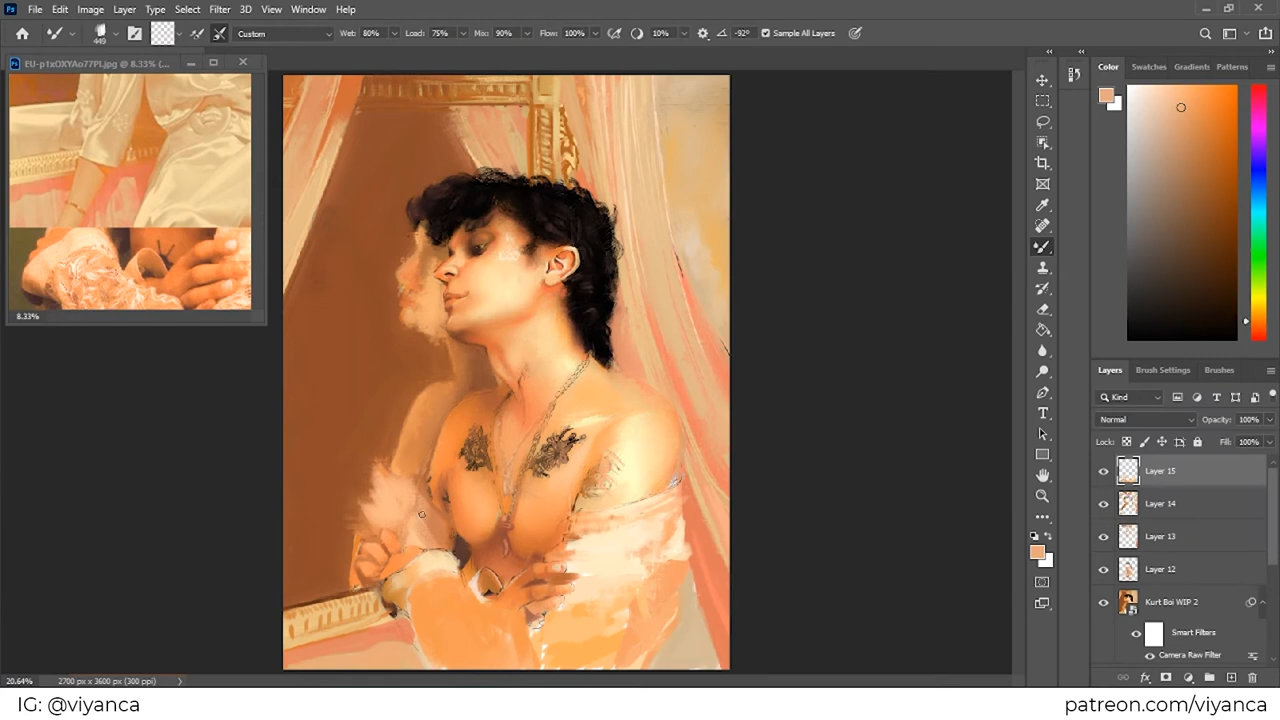 File Edit Image Layer Type Select Filter 3D View Window Help
449 Custom Wet: 80% Load: 75% Mix: 90% Flow: 100% 10% -92° Sample All Layers
EU-p1xOXYAo77PI.jpg @ 8.33% (...
8.33%
Color Swatches Gradients Patterns
Layers Brush Settings Brushes
Kind
Normal Opacity: 100%
Lock: Fill: 100%
Layer 15
Layer 14
Layer 13
Layer 12
Kurt Boi WIP 2
Smart Filters
Camera Raw Filter
20.64% 2700 px x 3600 px (300 ppi)
IG: @viyanca patreon.com/viyanca